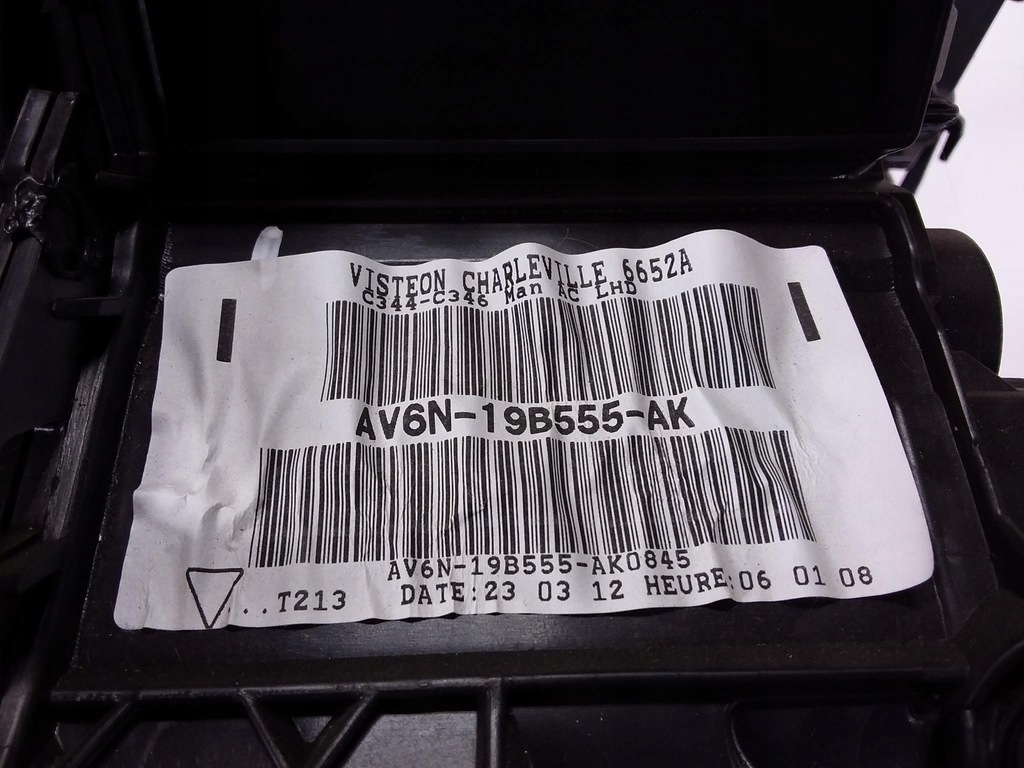 VISTEON CHARLEVILLE 6652A
C344-C346 Man AC LHD
AV6N-19B555-AK
AV6N-19B555-AK0845
...T213 DATE:23 03 12 HEURE:06 01 08